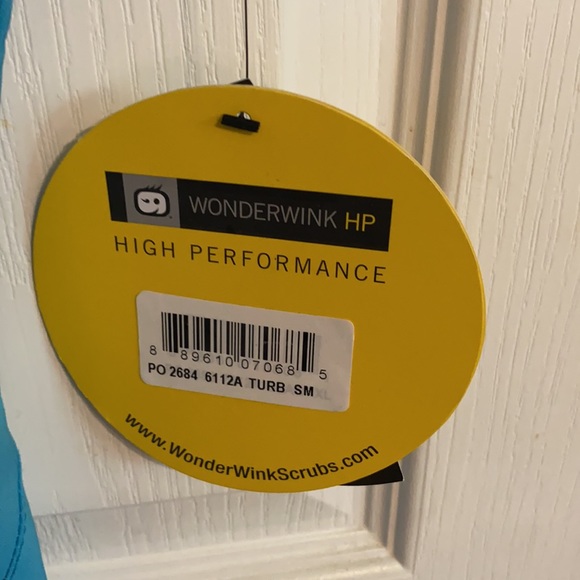 WONDERWINK HP
HIGH PERFORMANCE
8 89610 07068 5
PO 2684 6112A TURB SM
www.WonderWinkScrubs.com